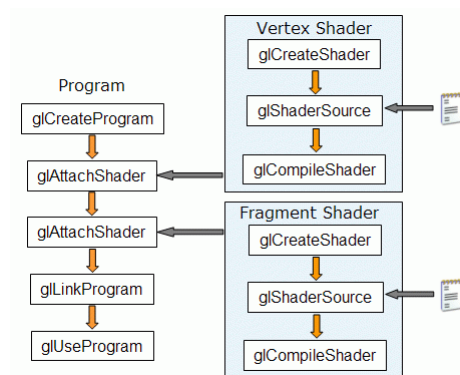 Vertex Shader
glCreateShader
glShaderSource
glCompileShader
Program
glCreateProgram
glAttachShader
glAttachShader
glLinkProgram
glUseProgram
Fragment Shader
glCreateShader
glShaderSource
glCompileShader